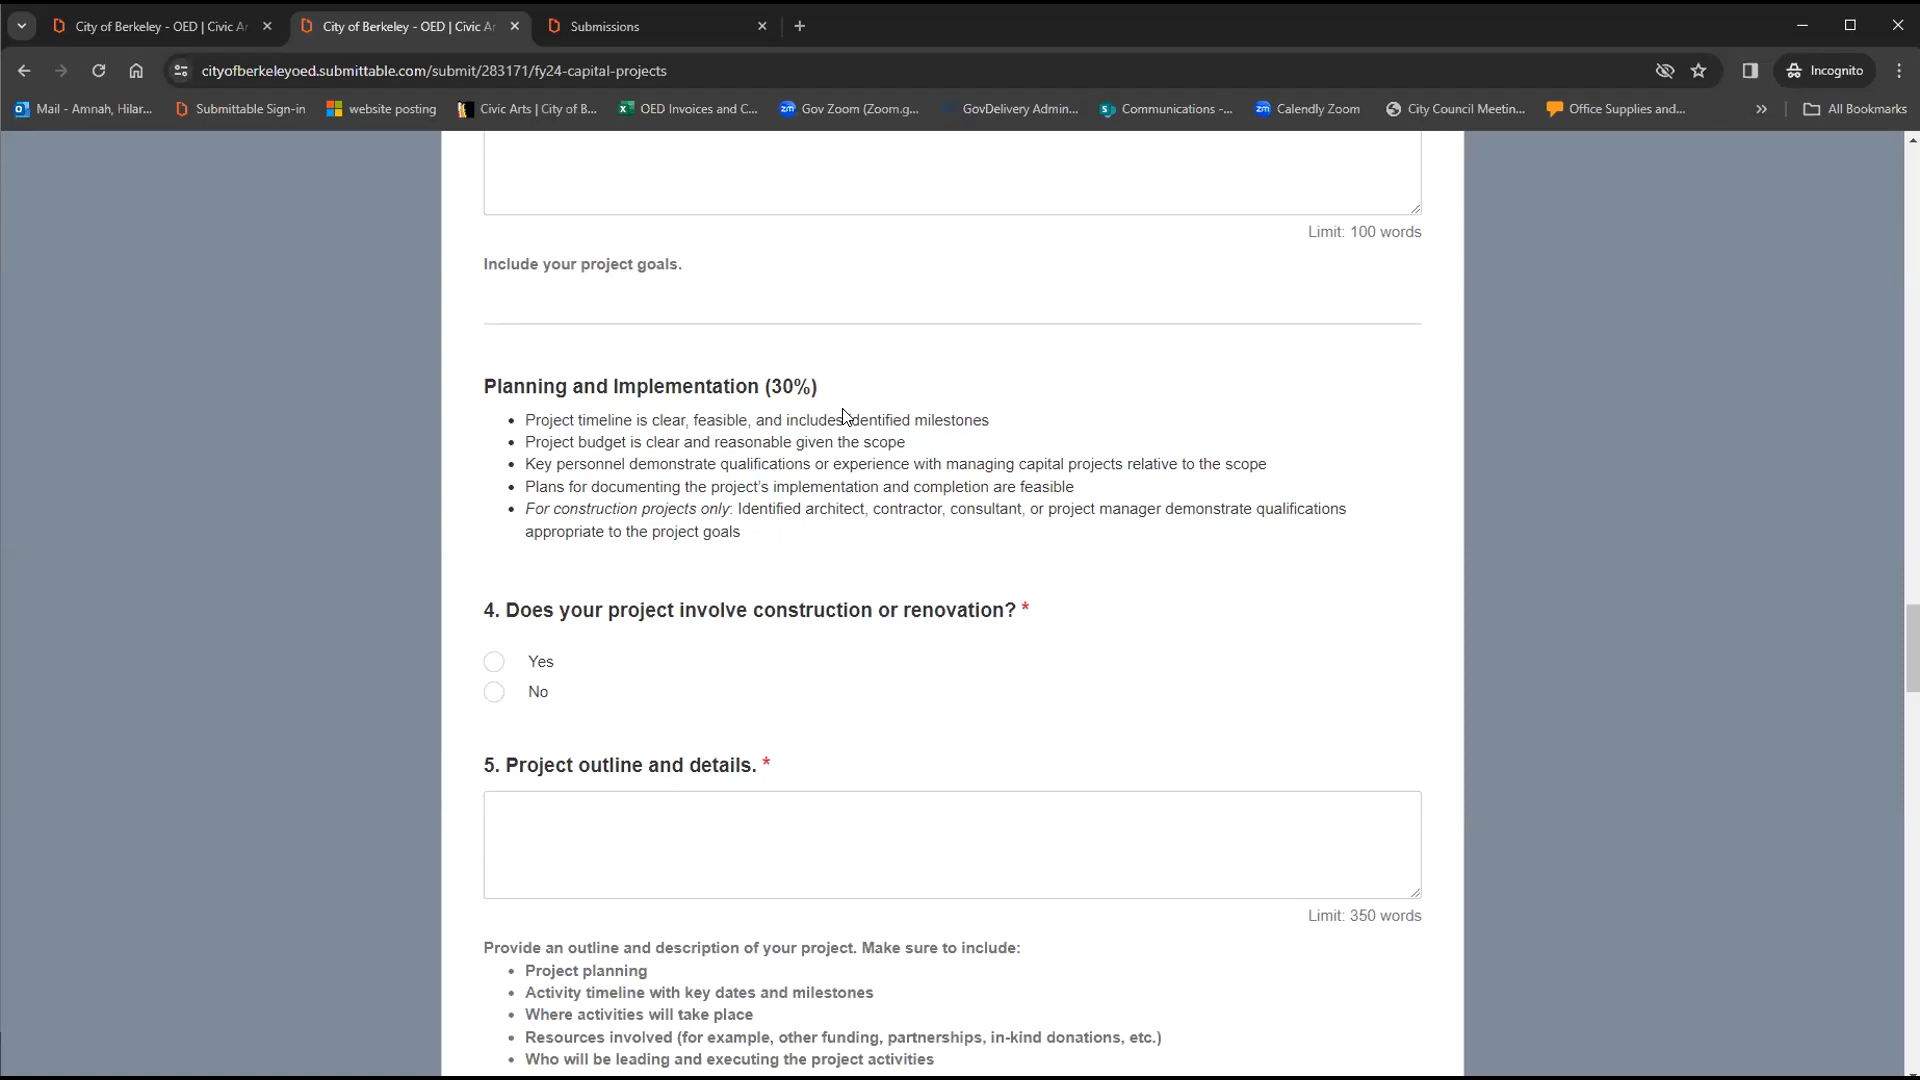 City of Berkeley - OED | Civic Ar
City of Berkeley - OED | Civic Ar
Submissions
cityofberkeleyoed.submittable.com/submit/283171/fy24-capital-projects
Incognito
Mail - Amnah, Hilar...
Submittable Sign-in
website posting
Civic Arts | City of B...
OED Invoices and C...
Gov Zoom (Zoom.g...
GovDelivery Admin...
Communications -...
Calendly Zoom
City Council Meetin...
Office Supplies and...
All Bookmarks
Limit: 100 words
Include your project goals.
Planning and Implementation (30%)
• Project timeline is clear, feasible, and includes identified milestones
• Project budget is clear and reasonable given the scope
• Key personnel demonstrate qualifications or experience with managing capital projects relative to the scope
• Plans for documenting the project’s implementation and completion are feasible
• For construction projects only: Identified architect, contractor, consultant, or project manager demonstrate qualifications
appropriate to the project goals
4. Does your project involve construction or renovation? *
Yes
No
5. Project outline and details. *
Limit: 350 words
Provide an outline and description of your project. Make sure to include:
• Project planning
• Activity timeline with key dates and milestones
• Where activities will take place
• Resources involved (for example, other funding, partnerships, in-kind donations, etc.)
• Who will be leading and executing the project activities